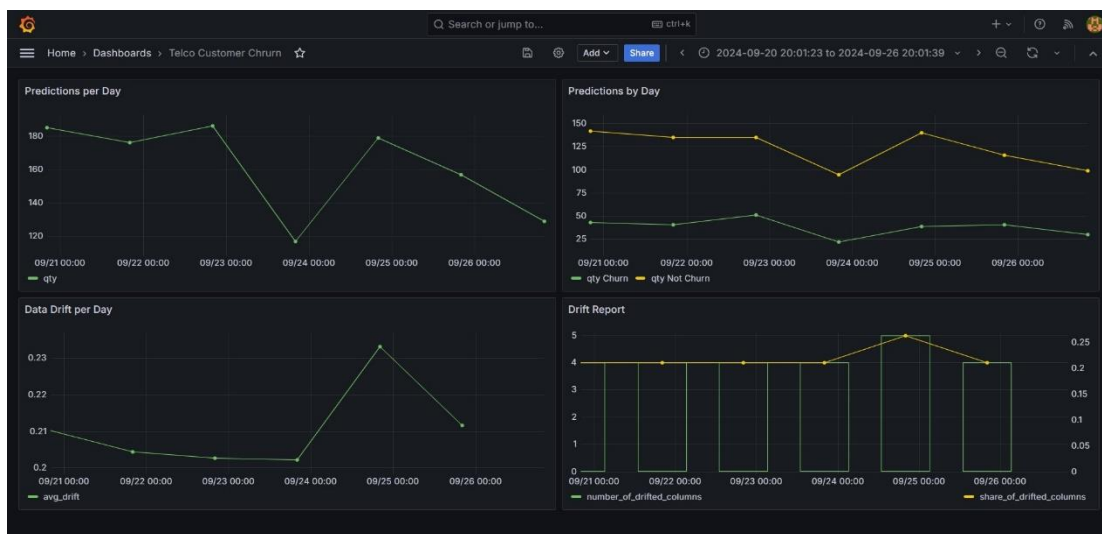 Search or jump to... ctrl+k
Home › Dashboards › Telco Customer Chrurn
Add Share 2024-09-20 20:01:23 to 2024-09-26 20:01:39
Predictions per Day
180
160
140
120
09/21 00:00 09/22 00:00 09/23 00:00 09/24 00:00 09/25 00:00 09/26 00:00
qty
Predictions by Day
150
125
100
75
50
25
09/21 00:00 09/22 00:00 09/23 00:00 09/24 00:00 09/25 00:00 09/26 00:00
qty Churn qty Not Churn
Data Drift per Day
0.23
0.22
0.21
0.2
09/21 00:00 09/22 00:00 09/23 00:00 09/24 00:00 09/25 00:00 09/26 00:00
avg_drift
Drift Report
5
4
3
2
1
0
0.25
0.2
0.15
0.1
0.05
0
09/21 00:00 09/22 00:00 09/23 00:00 09/24 00:00 09/25 00:00 09/26 00:00
number_of_drifted_columns share_of_drifted_columns